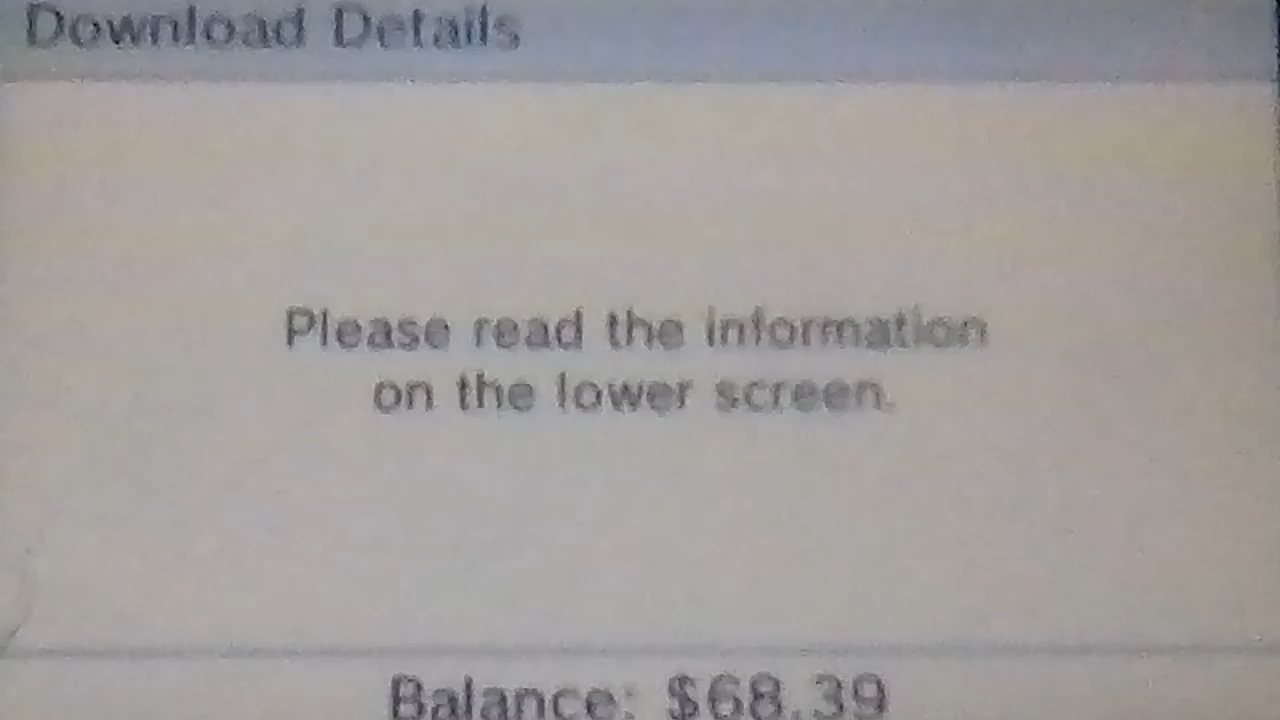 Download Details
Please read the information
on the lower screen.
Balance: $68.39